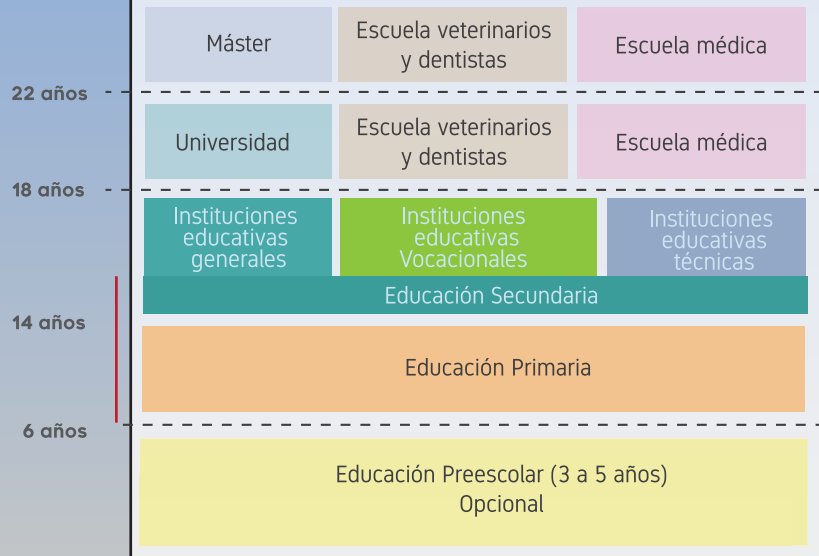 Máster
Escuela veterinarios
y dentistas
Escuela médica
22 años
Universidad
Escuela veterinarios
y dentistas
Escuela médica
18 años
Instituciones
educativas
generales
Instituciones
educativas
Vocacionales
Instituciones
educativas
técnicas
Educación Secundaria
14 años
Educación Primaria
6 años
Educación Preescolar (3 a 5 años)
Opcional